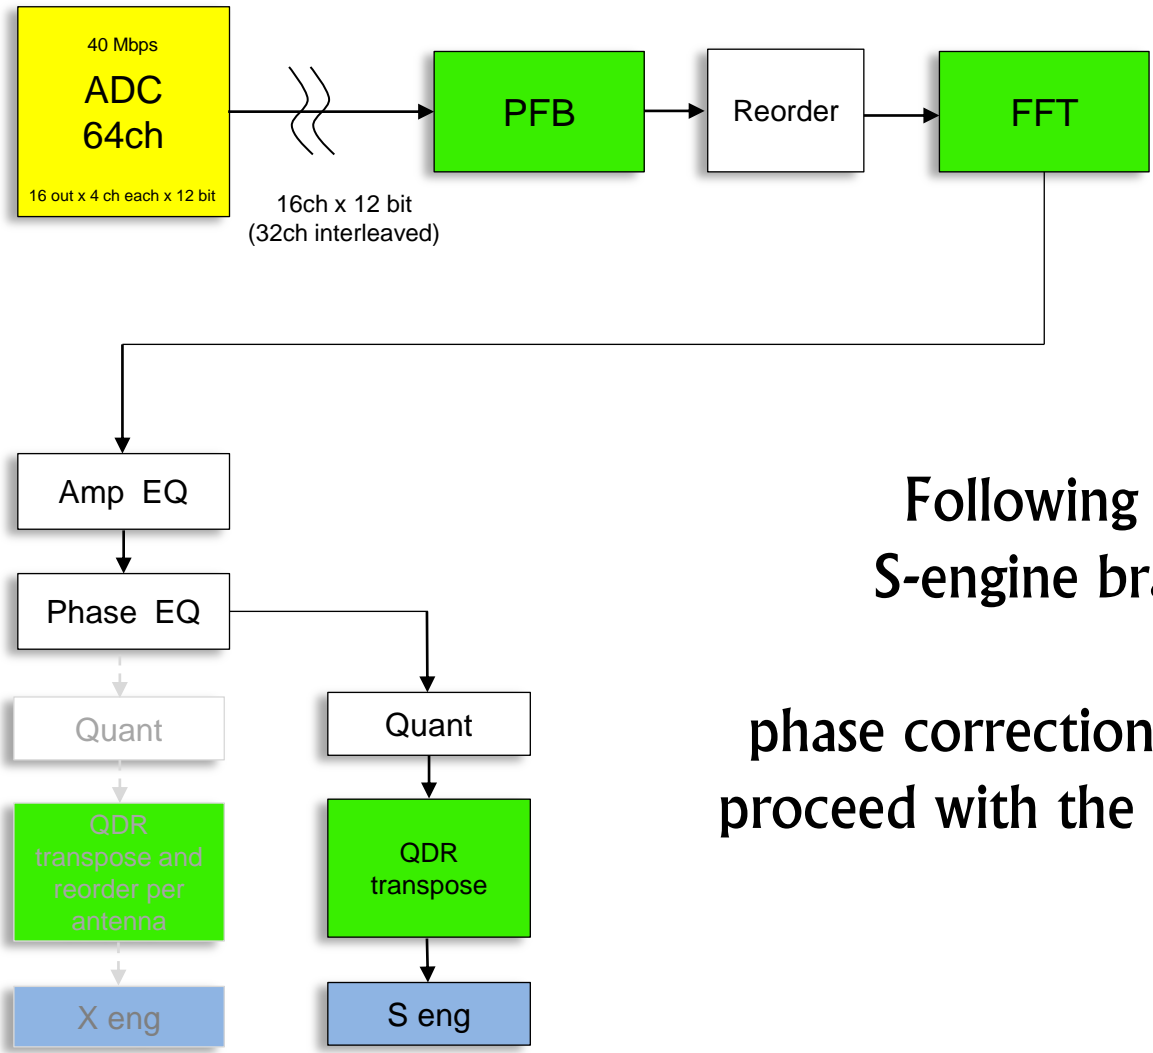 40 Mbps
ADC
64ch
16 out x 4 ch each x 12 bit
16ch x 12 bit
(32ch interleaved)
PFB
Reorder
FFT
Amp EQ
Phase EQ
Quant
QDR
transpose and
reorder per
antenna
X eng
Quant
QDR
transpose
S eng
Following
S-engine
phase correction
proceed with the